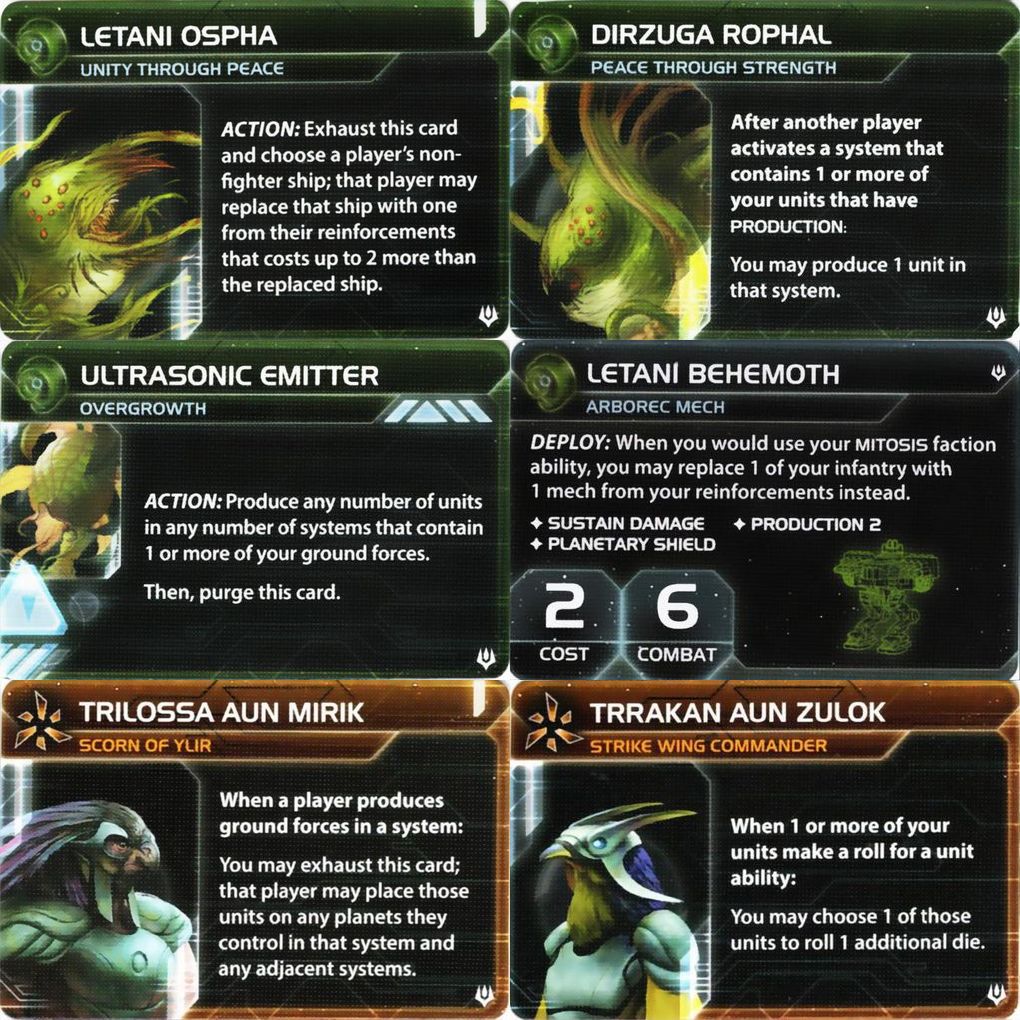 LETANI OSPHA
UNITY THROUGH PEACE
ACTION: Exhaust this card
and choose a player's non-
fighter ship; that player may
replace that ship with one
from their reinforcements
that costs up to 2 more than
the replaced ship.
DIRZUGA ROPHAL
PEACE THROUGH STRENGTH
After another player
activates a system that
contains 1 or more of
your units that have
PRODUCTION:
You may produce 1 unit in
that system.
ULTRASONIC EMITTER
OVERGROWTH
ACTION: Produce any number of units
in any number of systems that contain
1 or more of your ground forces.
Then, purge this card.
LETANI BEHEMOTH
ARBOREC MECH
DEPLOY: When you would use your MITOSIS faction
ability, you may replace 1 of your infantry with
1 mech from your reinforcements instead.
✦ SUSTAIN DAMAGE ✦ PRODUCTION 2
✦ PLANETARY SHIELD
2 6
COST COMBAT
TRILOSSA AUN MIRIK
SCORN OF YLIR
When a player produces
ground forces in a system:
You may exhaust this card;
that player may place those
units on any planets they
control in that system and
any adjacent systems.
TRRAKAN AUN ZULOK
STRIKE WING COMMANDER
When 1 or more of your
units make a roll for a unit
ability:
You may choose 1 of those
units to roll 1 additional die.